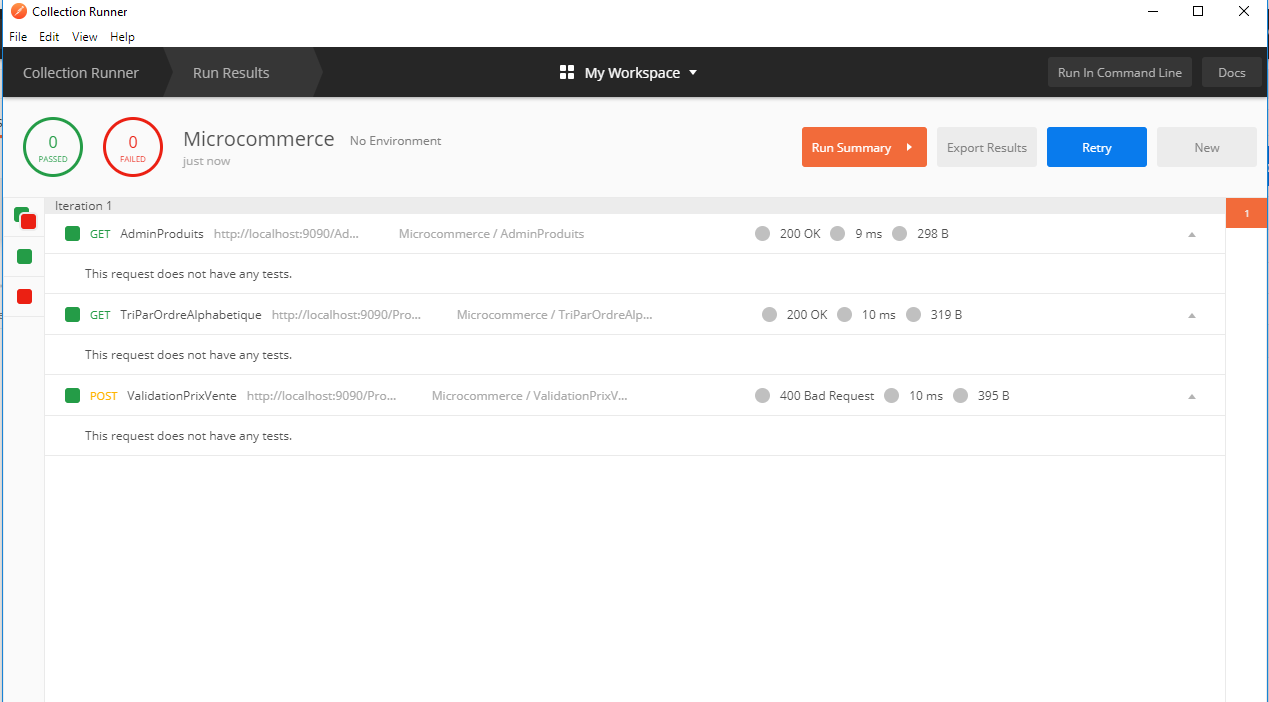 Collection Runner
File Edit View Help
Collection Runner Run Results My Workspace Run In Command Line Docs
0 PASSED
0 FAILED
Microcommerce No Environment
just now
Run Summary Export Results Retry New
Iteration 1
1
GET AdminProduits http://localhost:9090/Ad... Microcommerce / AdminProduits 200 OK 9 ms 298 B
This request does not have any tests.
GET TriParOrdreAlphabetique http://localhost:9090/Pro... Microcommerce / TriParOrdreAlp... 200 OK 10 ms 319 B
This request does not have any tests.
POST ValidationPrixVente http://localhost:9090/Pro... Microcommerce / ValidationPrixV... 400 Bad Request 10 ms 395 B
This request does not have any tests.